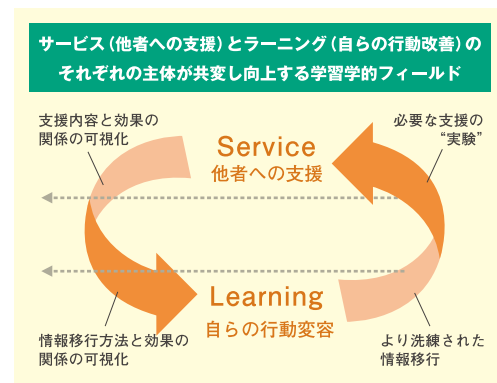 サービス（他者への支援）とラーニング（自らの行動改善）の
それぞれの主体が共変し向上する学習学的フィールド
支援内容と効果の
関係の可視化
必要な支援の
“実験”
Service
他者への支援
Learning
自らの行動変容
情報移行方法と効果の
関係の可視化
より洗練された
情報移行